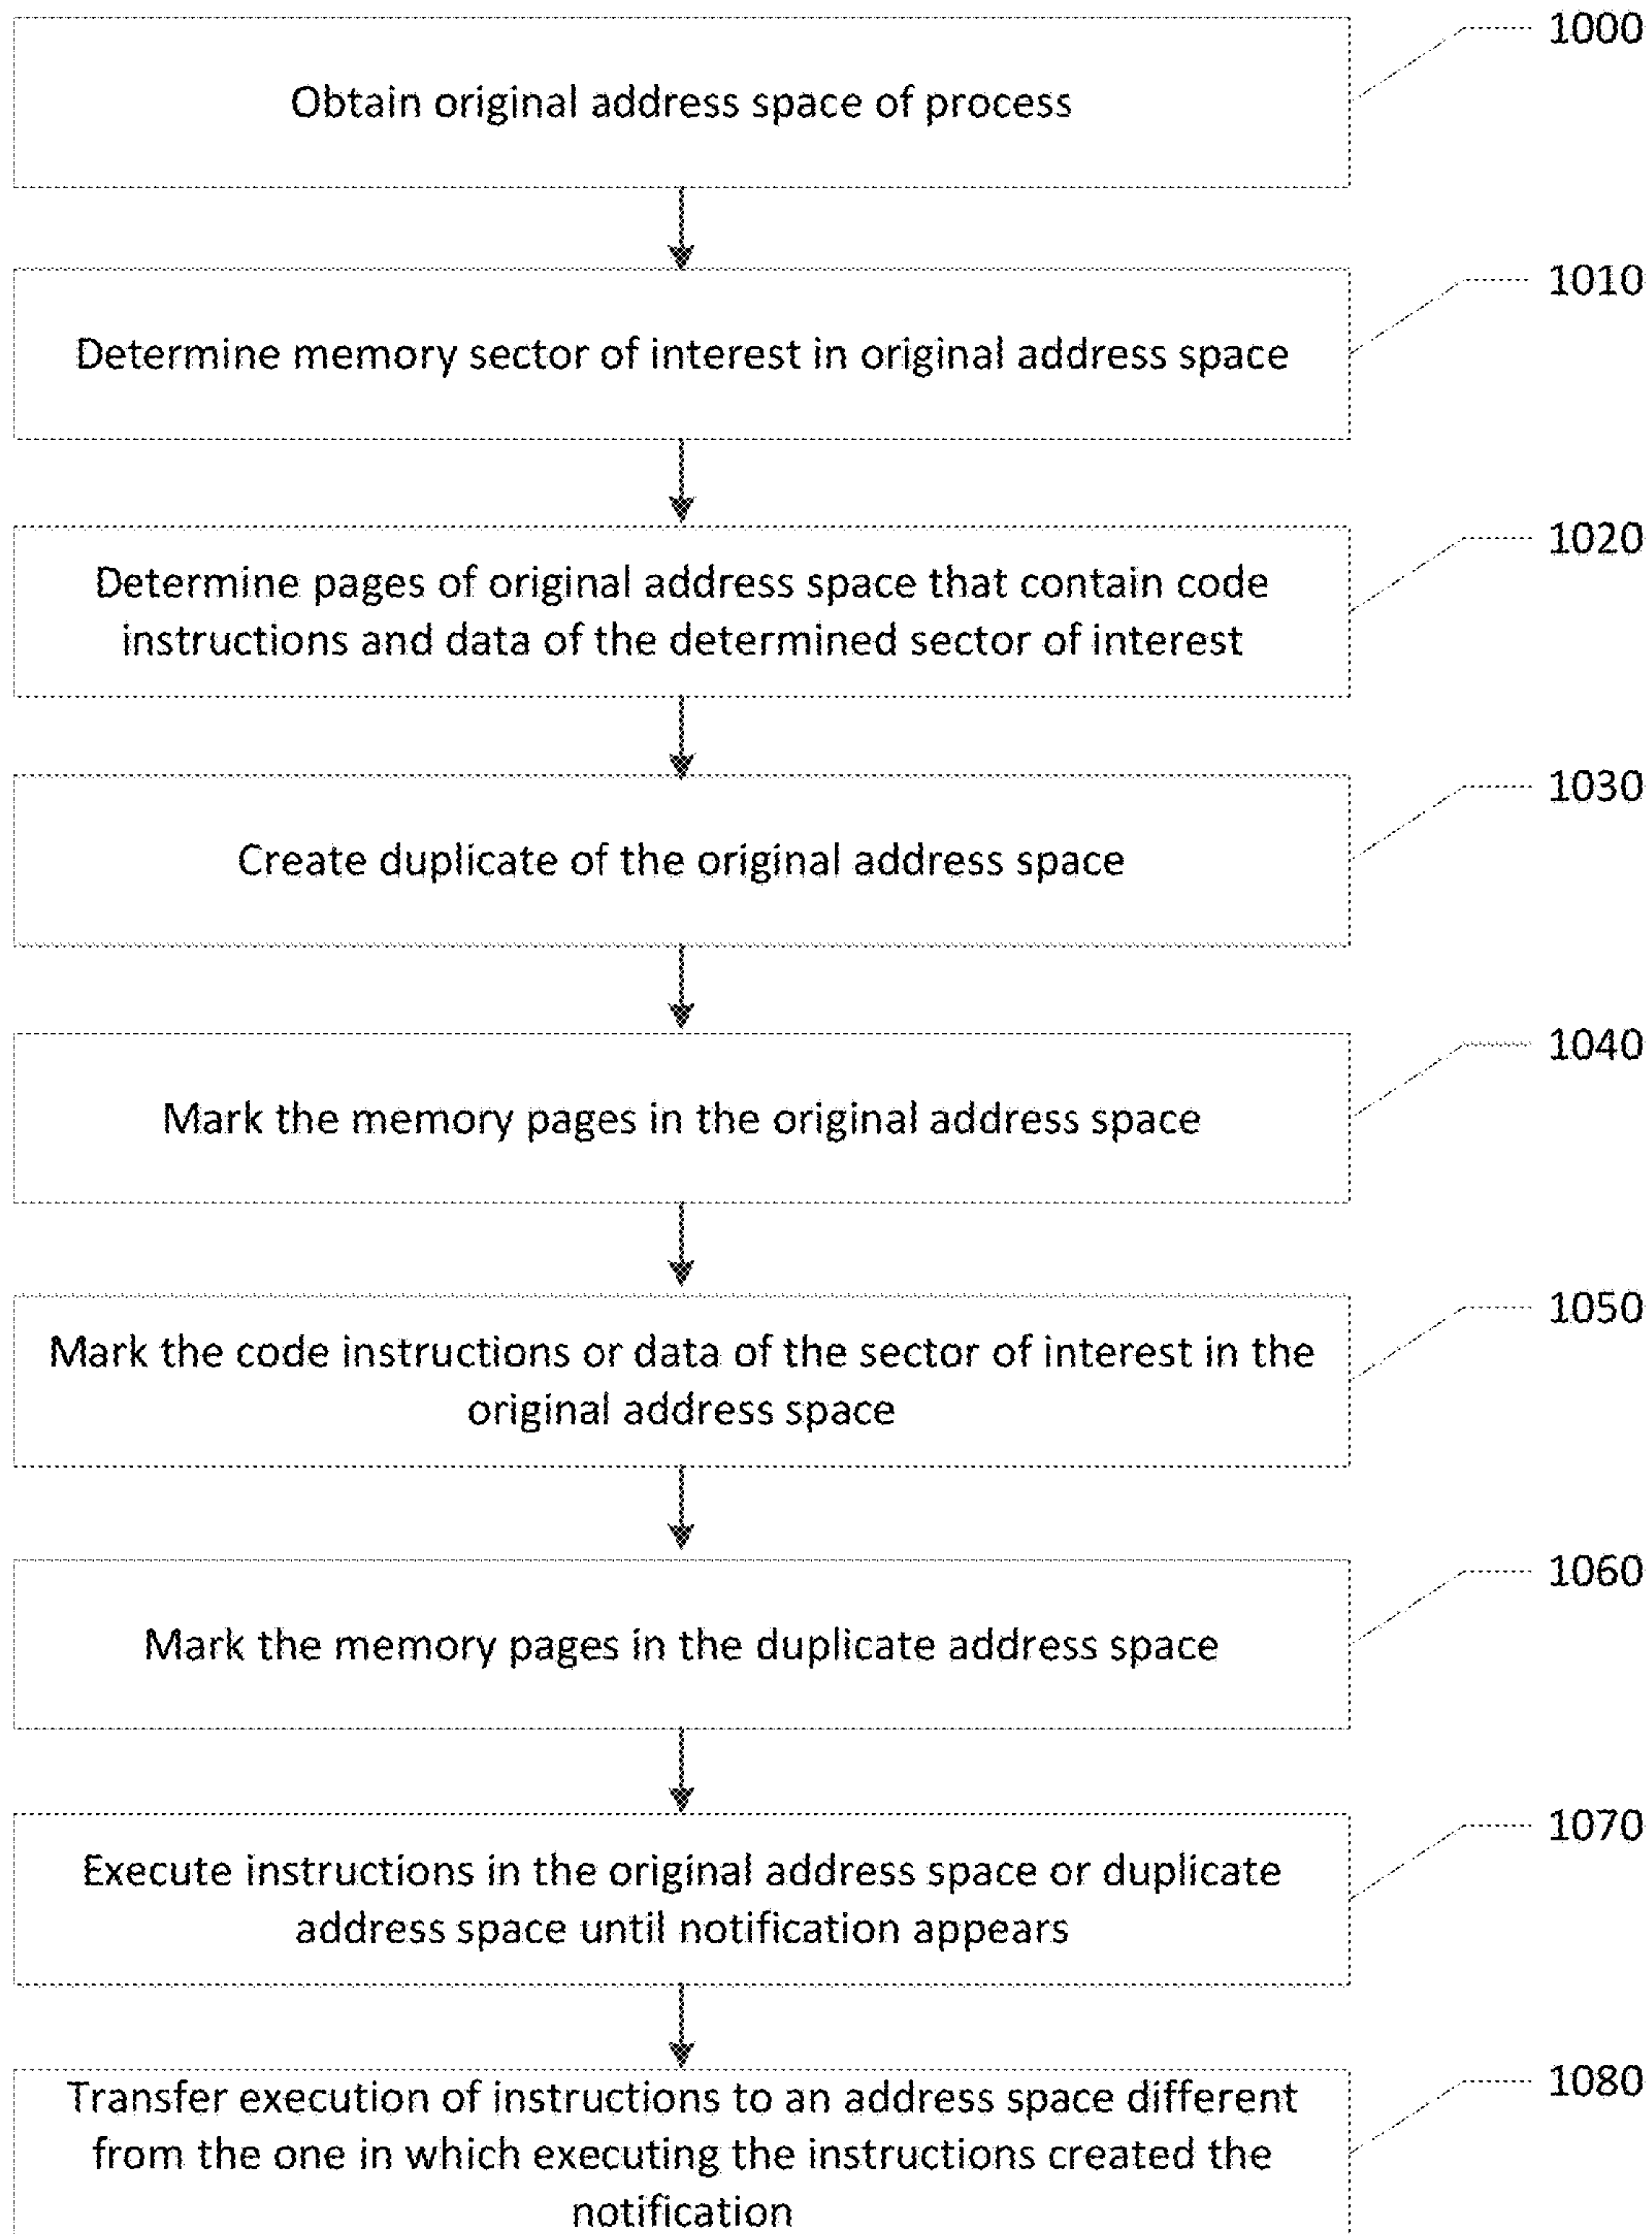 1000
Obtain original address space of process
1010
Determine memory sector of interest in original address space
1020
Determine pages of original address space that contain code
instructions and data of the determined sector of interest
1030
Create duplicate of the original address space
1040
Mark the memory pages in the original address space
1050
Mark the code instructions or data of the sector of interest in the
original address space
1060
Mark the memory pages in the duplicate address space
1070
Execute instructions in the original address space or duplicate
address space until notification appears
1080
Transfer execution of instructions to an address space different
from the one in which executing the instructions created the
notification